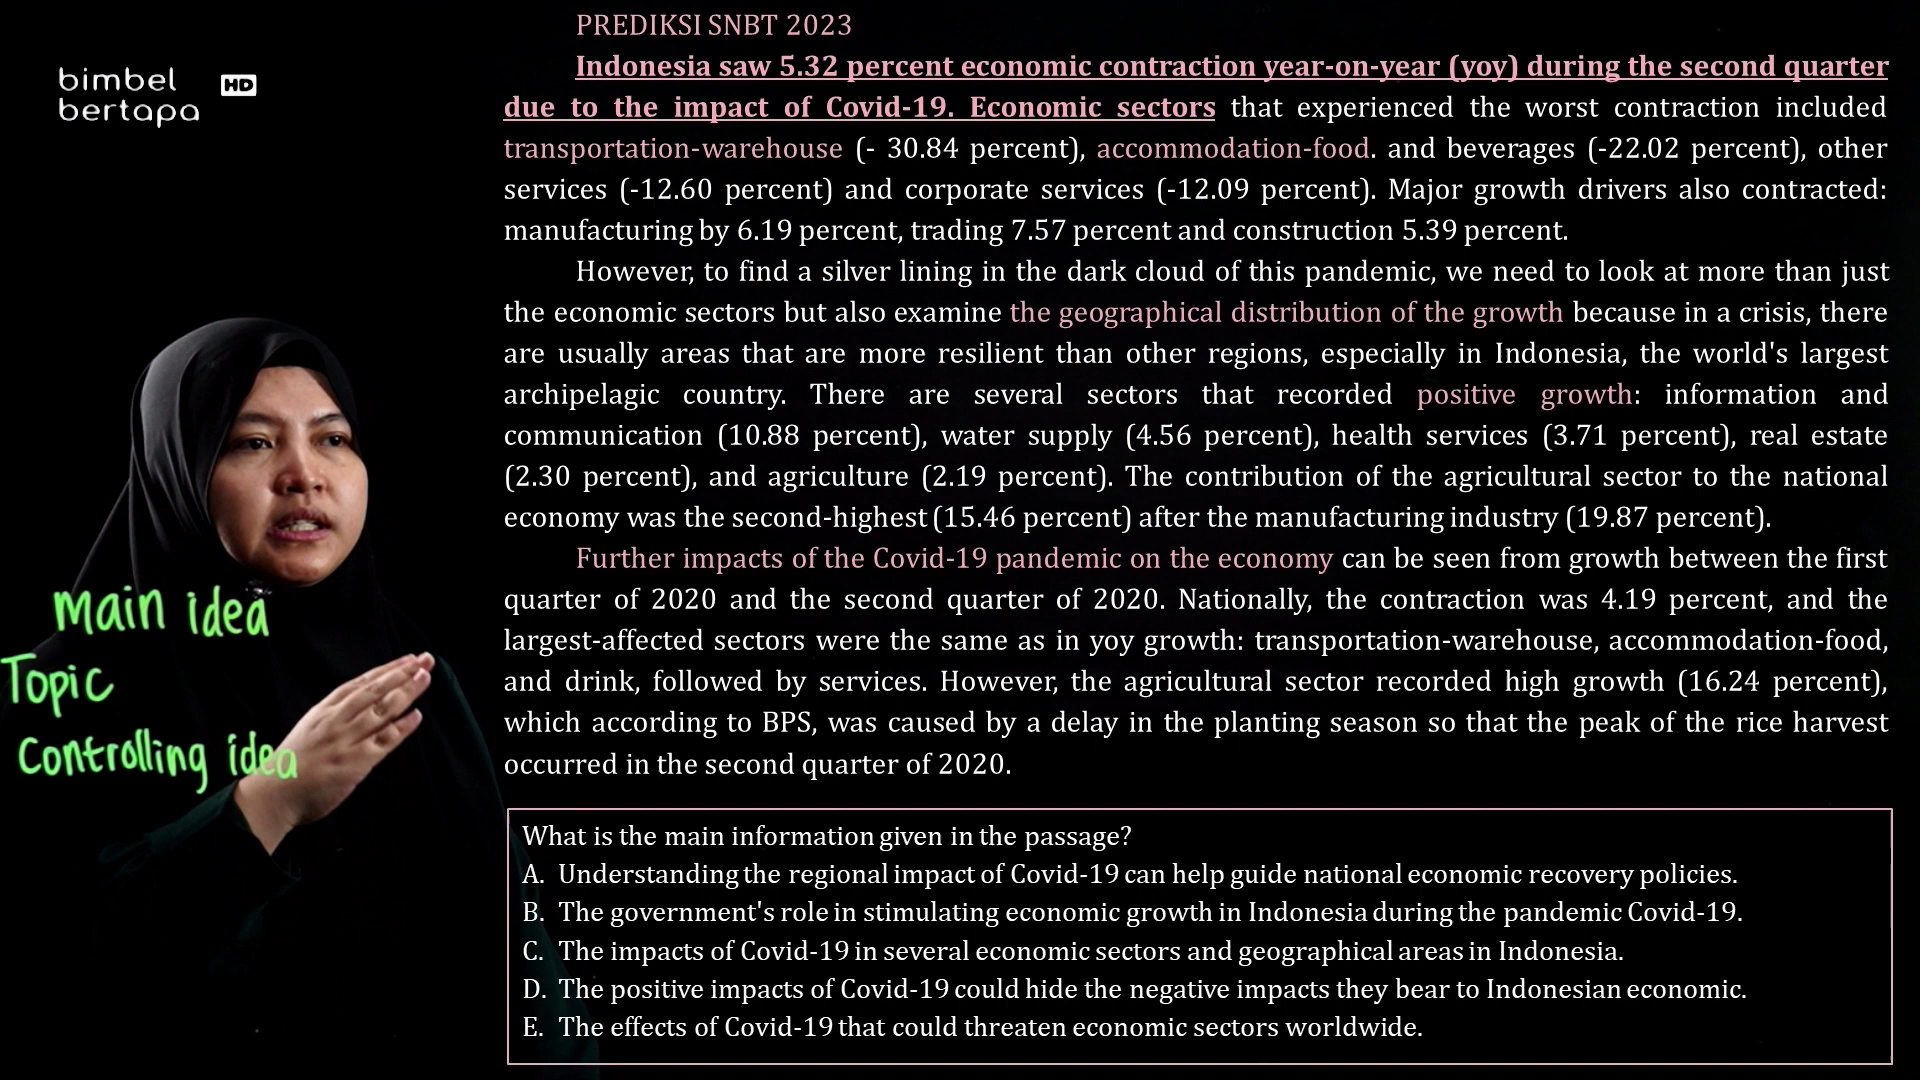 bimbel
bertapa
HD
PREDIKSI SNBT 2023
Indonesia saw 5.32 percent economic contraction year-on-year (yoy) during the second quarter
due to the impact of Covid-19. Economic sectors that experienced the worst contraction included
transportation-warehouse (- 30.84 percent), accommodation-food. and beverages (-22.02 percent), other
services (-12.60 percent) and corporate services (-12.09 percent). Major growth drivers also contracted:
manufacturing by 6.19 percent, trading 7.57 percent and construction 5.39 percent.
However, to find a silver lining in the dark cloud of this pandemic, we need to look at more than just
the economic sectors but also examine the geographical distribution of the growth because in a crisis, there
are usually areas that are more resilient than other regions, especially in Indonesia, the world's largest
archipelagic country. There are several sectors that recorded positive growth: information and
communication (10.88 percent), water supply (4.56 percent), health services (3.71 percent), real estate
(2.30 percent), and agriculture (2.19 percent). The contribution of the agricultural sector to the national
economy was the second-highest (15.46 percent) after the manufacturing industry (19.87 percent).
Further impacts of the Covid-19 pandemic on the economy can be seen from growth between the first
quarter of 2020 and the second quarter of 2020. Nationally, the contraction was 4.19 percent, and the
largest-affected sectors were the same as in yoy growth: transportation-warehouse, accommodation-food,
and drink, followed by services. However, the agricultural sector recorded high growth (16.24 percent),
which according to BPS, was caused by a delay in the planting season so that the peak of the rice harvest
occurred in the second quarter of 2020.
main idea
Topic
Controlling idea
What is the main information given in the passage?
A. Understanding the regional impact of Covid-19 can help guide national economic recovery policies.
B. The government's role in stimulating economic growth in Indonesia during the pandemic Covid-19.
C. The impacts of Covid-19 in several economic sectors and geographical areas in Indonesia.
D. The positive impacts of Covid-19 could hide the negative impacts they bear to Indonesian economic.
E. The effects of Covid-19 that could threaten economic sectors worldwide.